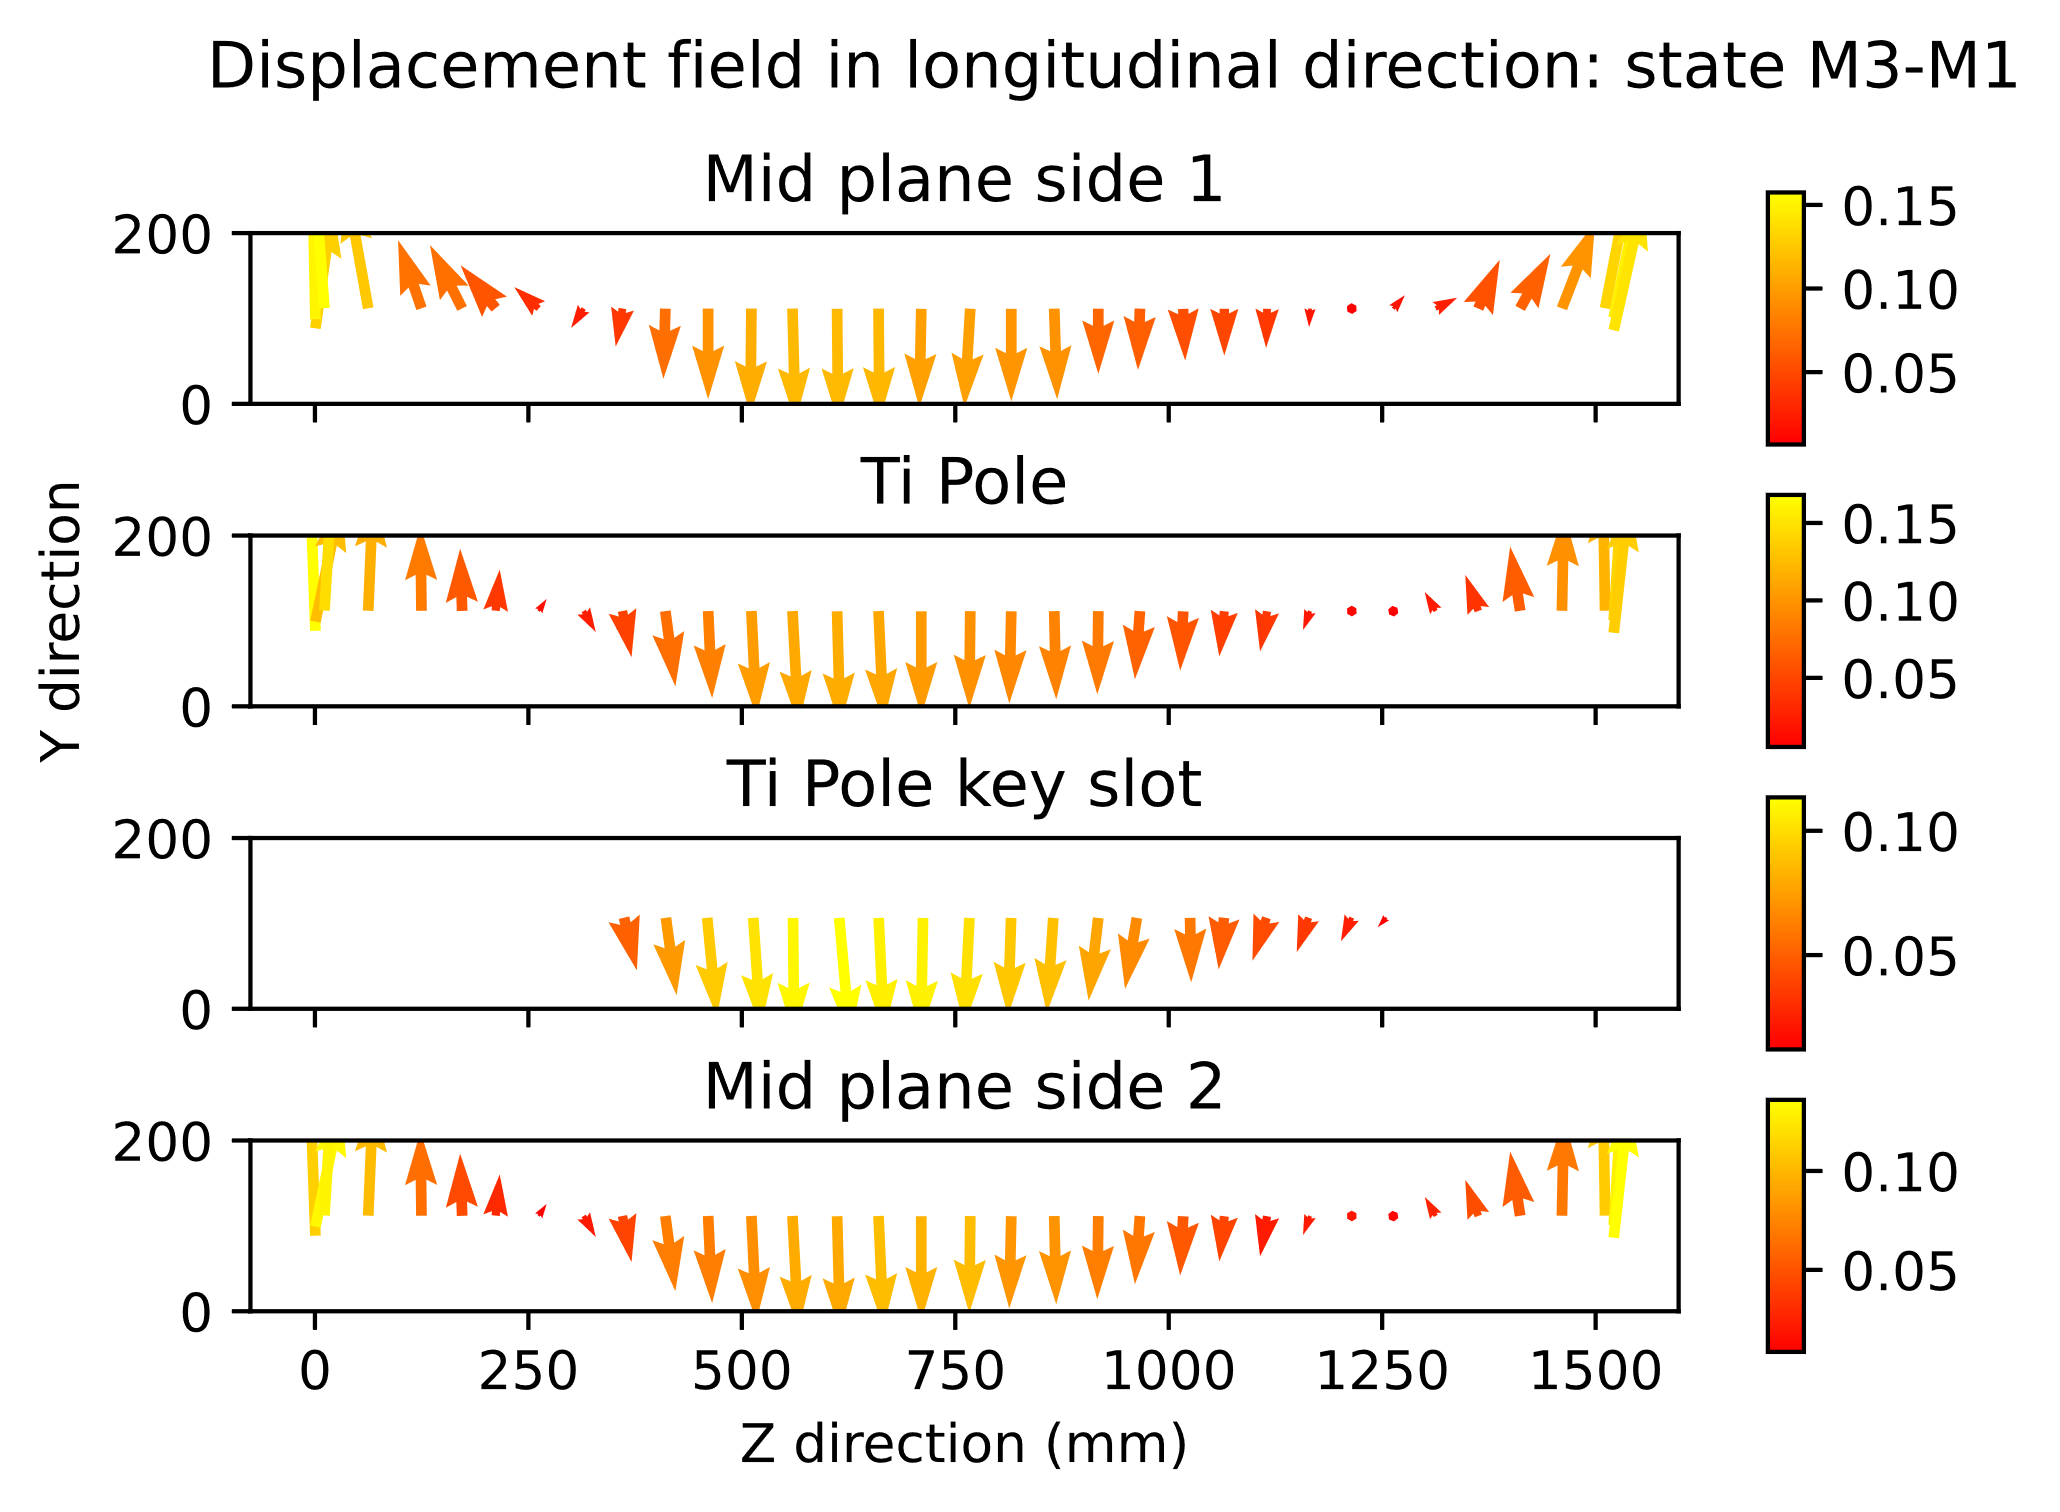 Displacement field in longitudinal direction: state M3-M1
Mid plane side 1
200
0
0.15
0.10
0.05
Ti Pole
200
0
0.15
0.10
0.05
Y direction
Ti Pole key slot
200
0
0.10
0.05
Mid plane side 2
200
0
0.10
0.05
0 250 500 750 1000 1250 1500
Z direction (mm)